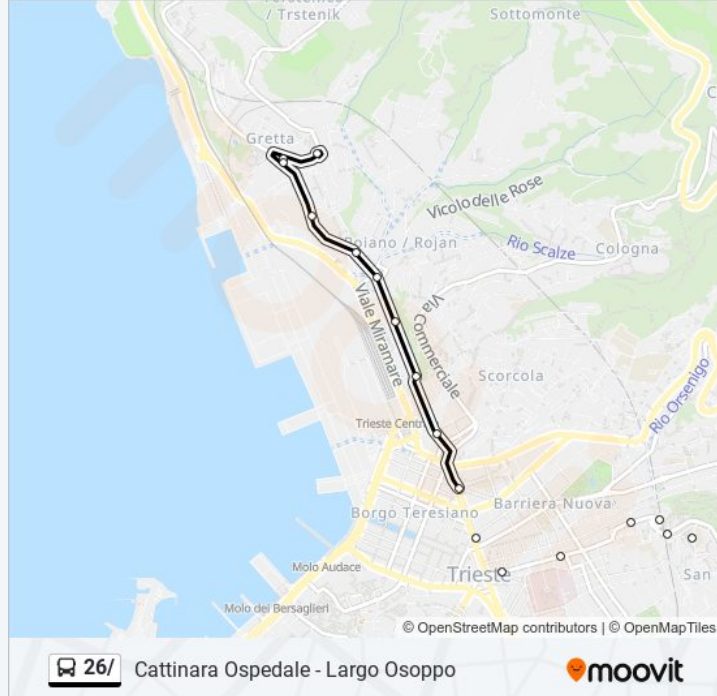 / Trstenik
Sottomonte
Gretta
Vicolo delle Rose
Roiano / Rojan
Rio Scalze
Cologna
Via Commerciale
Viale Miramare
Scorcola
Rio Orsenigo
Trieste Centr
Borgo Teresiano
Barriera Nuova
Molo Audace
Trieste
San
Molo dei Bersaglieri
© OpenStreetMap contributors | © OpenMapTiles
26/
Cattinara Ospedale - Largo Osoppo
moovit